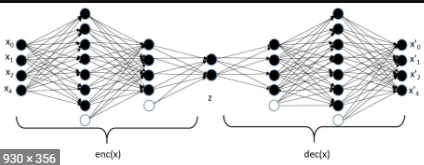 x₀ x'₀
x₁ x'₁
x₂ x'₂
x₄ x'₄
z
enc(x) dec(x)
930 × 356